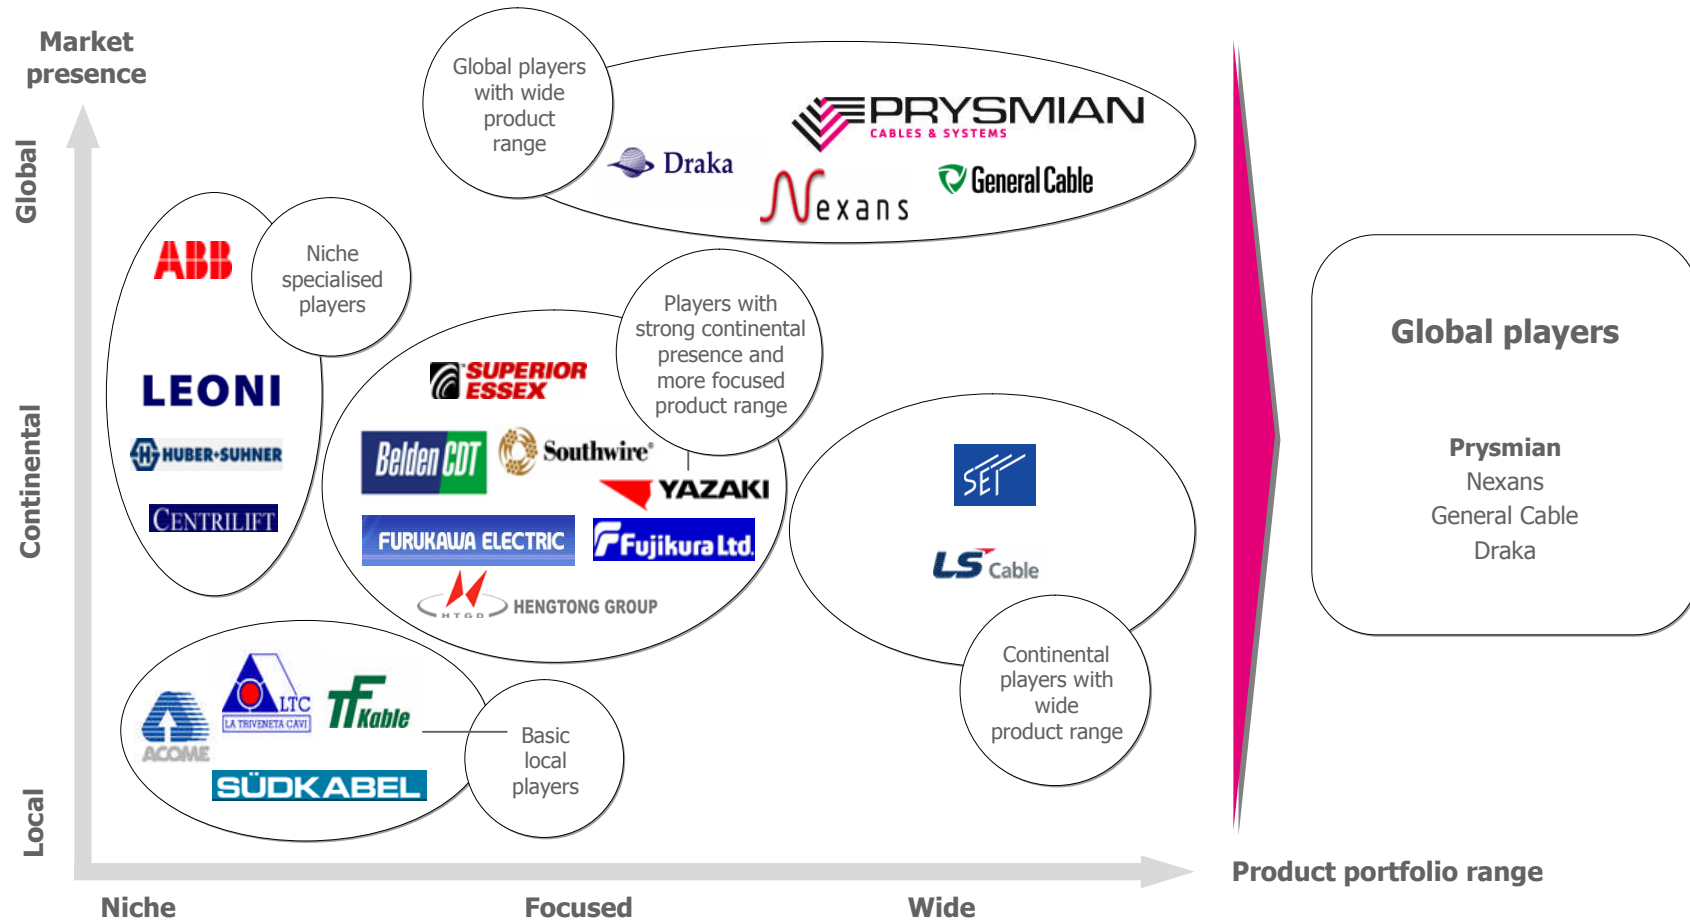 Market
presence
Global
Continental
Local
Global players
with wide
product
range
PRYSMIAN
CABLES & SYSTEMS
Draka
Nexans
General Cable
ABB
LEONI
HUBER+SUHNER
CENTRILIFT
Niche
specialised
players
Players with
strong continental
presence and
more focused
product range
SUPERIOR
ESSEX
Belden CDT
Southwire®
YAZAKI
FURUKAWA ELECTRIC
Fujikura Ltd.
HTGD
HENGTONG GROUP
SET
LS Cable
Continental
players with
wide
product range
ACOME
LTC
LA TRIVENETA CAVI
TF Kable
SÜDKABEL
Basic
local
players
Niche
Focused
Wide
Product portfolio range
Global players
Prysmian
Nexans
General Cable
Draka